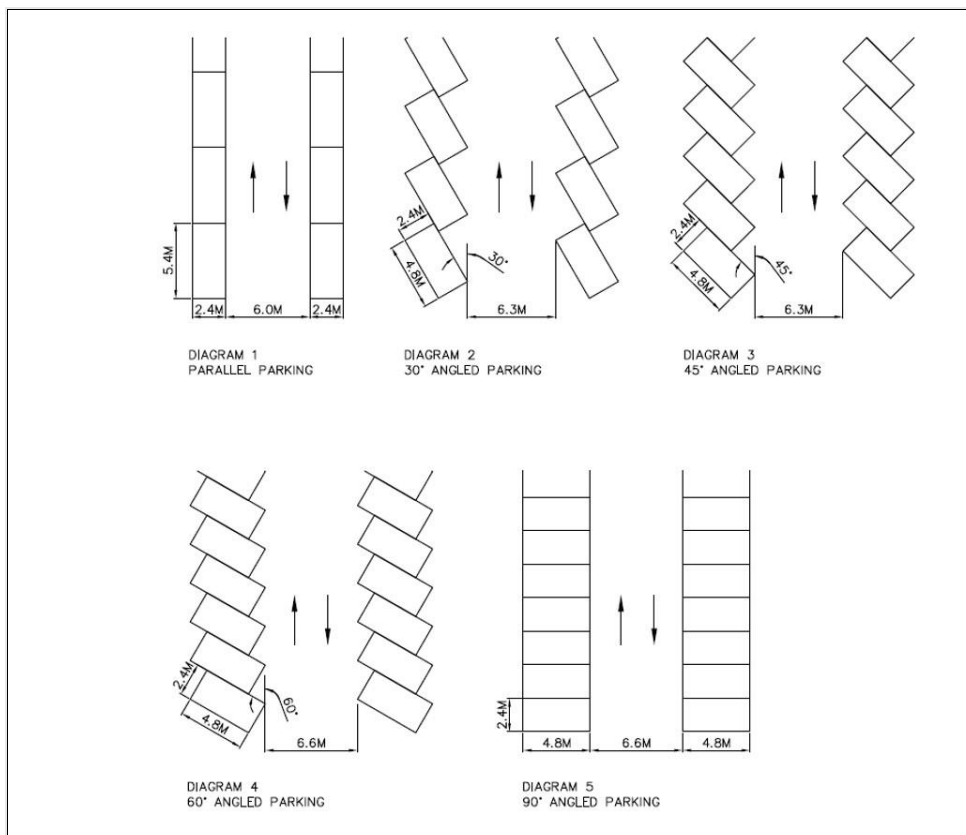 2.4M
30°
5.4M
4.8M
2.4M
6.0M
2.4M
6.3M
2.4M
45°
4.8M
6.3M
DIAGRAM 1
PARALLEL PARKING
DIAGRAM 2
30° ANGLED PARKING
DIAGRAM 3
45° ANGLED PARKING
2.4M
60°
4.8M
6.6M
2.4M
4.8M
6.6M
4.8M
DIAGRAM 4
60° ANGLED PARKING
DIAGRAM 5
90° ANGLED PARKING